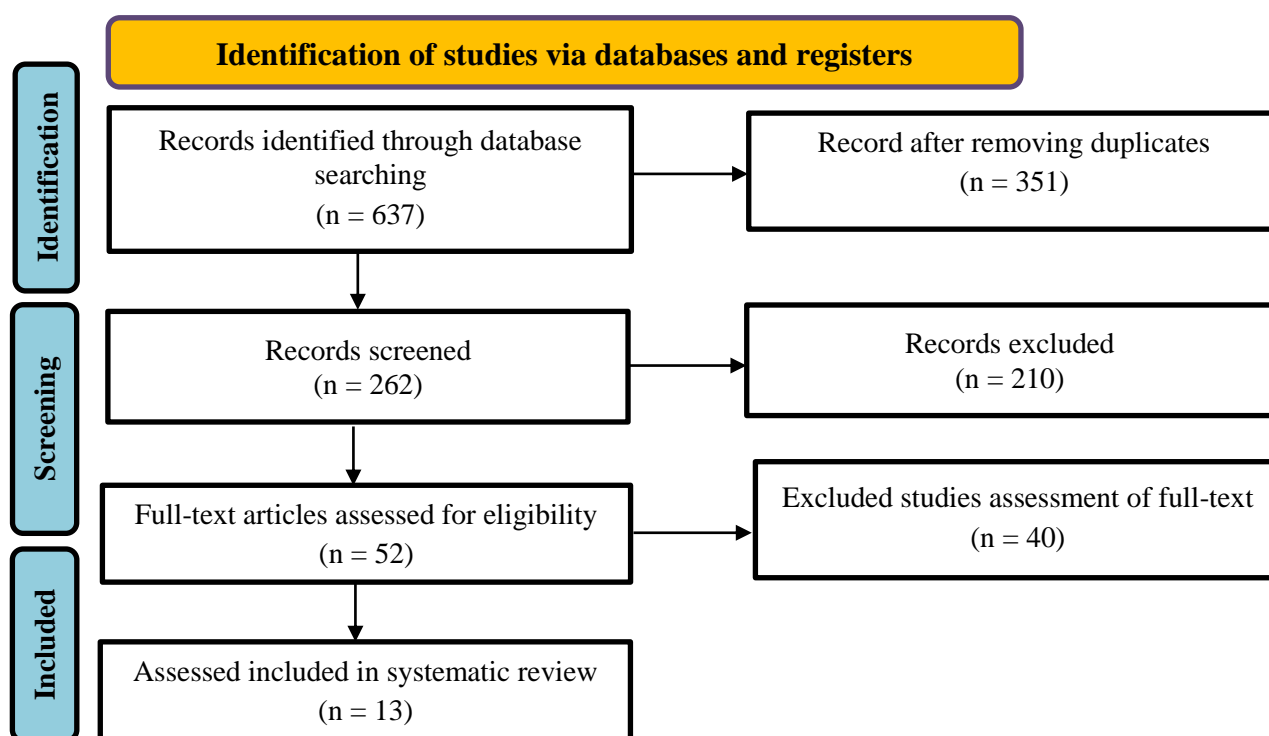 Identification of studies via databases and registers
Identification
Records identified through database
searching
(n = 637)
Record after removing duplicates
(n = 351)
Screening
Records screened
(n = 262)
Records excluded
(n = 210)
Full-text articles assessed for eligibility
(n = 52)
Excluded studies assessment of full-text
(n = 40)
Included
Assessed included in systematic review
(n = 13)